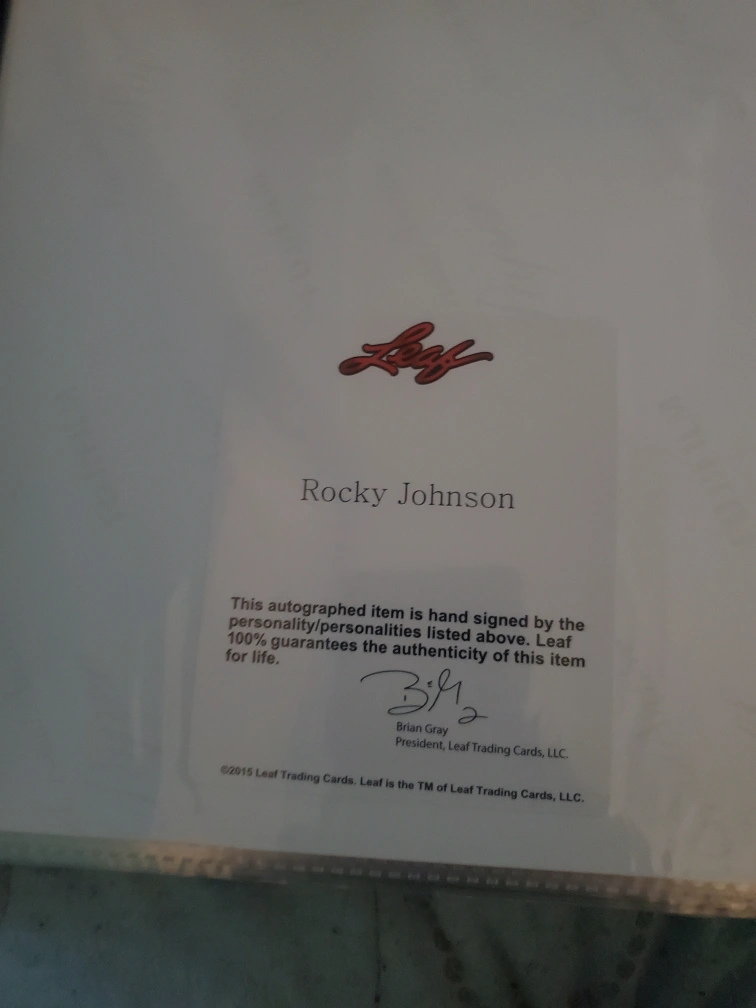 Leaf
Rocky Johnson
This autographed item is hand signed by the
personality/personalities listed above. Leaf
100% guarantees the authenticity of this item
for life.
Brian Gray
President, Leaf Trading Cards, LLC.
©2015 Leaf Trading Cards. Leaf is the TM of Leaf Trading Cards, LLC.